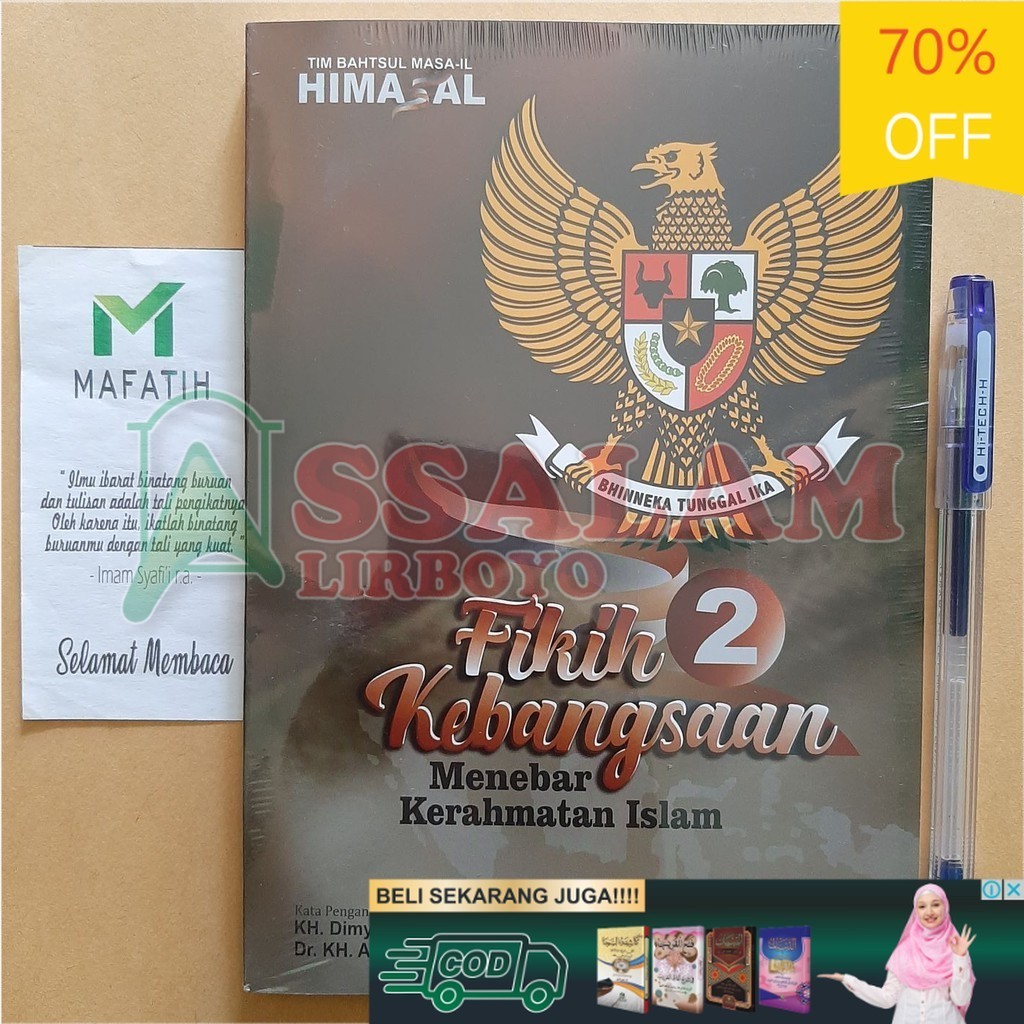 TIM BAHTSUL MASA-IL
HIMASAL
70%
OFF
BHINNEKA TUNGGAL IKA
M
MAFATIH
" Ilmu ibarat binatang buruan
dan tulisan adalah tali pengikatnya
Oleh karena itu, ikatlah binatang
buruanmu dengan tali yang kuat. "
- Imam Syafi'i r.a. -
Selamat Membaca
Hi-TECH-H
ASSALAM
LIRBOYO
Fikih 2
Kebangsaan
Menebar
Kerahmatan Islam
Kata Pengan
KH. Dimy
Dr. KH. A
BELI SEKARANG JUGA!!!!
COD